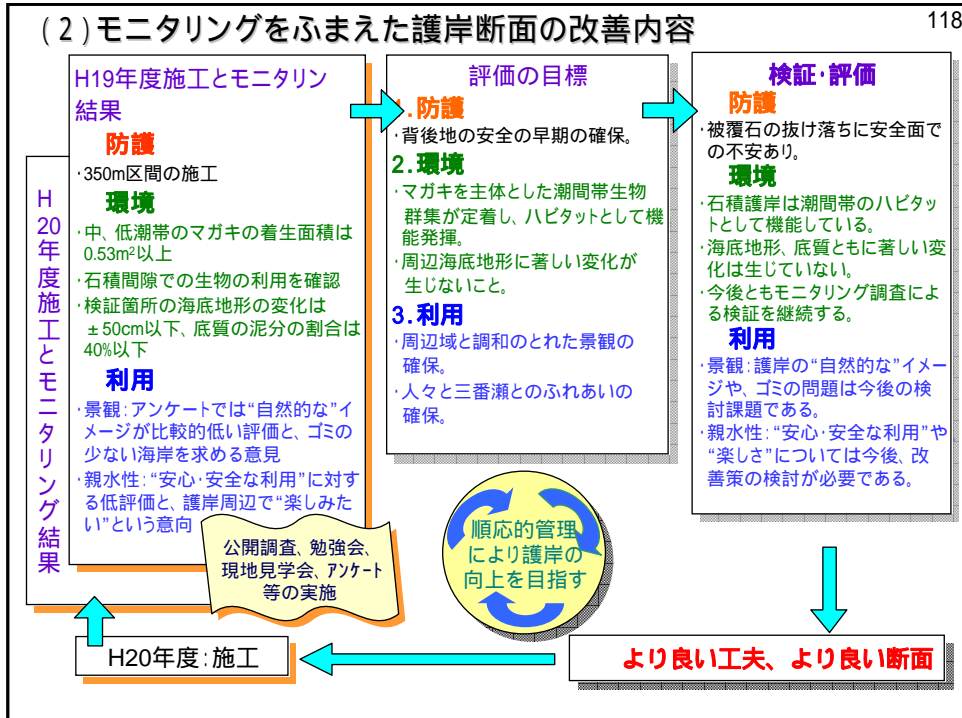 118
(2)モニタリングをふまえた護岸断面の改善内容
H20年度施工とモニタリング結果
H19年度施工とモニタリン
結果
防護
・350m区間の施工
環境
・中、低潮帯のマガキの着生面積は
0.53m²以上
・石積間隙での生物の利用を確認
・検証箇所の海底地形の変化は
±50cm以下、底質の泥分の割合は
40%以下
利用
・景観:アンケートでは“自然的な”イ
メージが比較的低い評価と、ゴミの
少ない海岸を求める意見
・親水性:“安心・安全な利用”に対す
る低評価と、護岸周辺で“楽しみた
い”という意向
公開調査、勉強会、
現地見学会、アンケート
等の実施
評価の目標
1.防護
・背後地の安全の早期の確保。
2.環境
・マガキを主体とした潮間帯生物
群集が定着し、ハビタットとして機
能発揮。
・周辺海底地形に著しい変化が
生じないこと。
3.利用
・周辺域と調和のとれた景観の
確保。
・人々と三番瀬とのふれあいの
確保。
検証・評価
防護
・被覆石の抜け落ちに安全面で
の不安あり。
環境
・石積護岸は潮間帯のハビタッ
トとして機能している。
・海底地形、底質ともに著しい変
化は生じていない。
・今後ともモニタリング調査によ
る検証を継続する。
利用
・景観:護岸の“自然的な”イメー
ジや、ゴミの問題は今後の検
討課題である。
・親水性:“安心・安全な利用”や
“楽しさ”については今後、改
善策の検討が必要である。
順応的管理
により護岸の
向上を目指す
より良い工夫、より良い断面
H20年度:施工